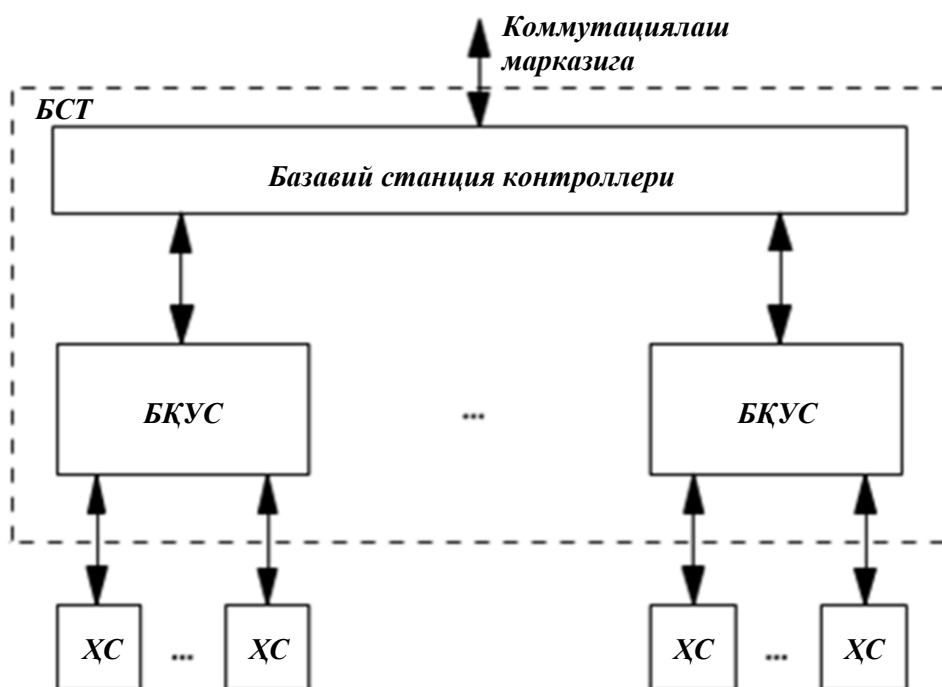 Коммутациялаш
марказига
БСТ
Базавий станция контроллери
БҚУС
...
БҚУС
ҲС ... ҲС
ҲС ... ҲС